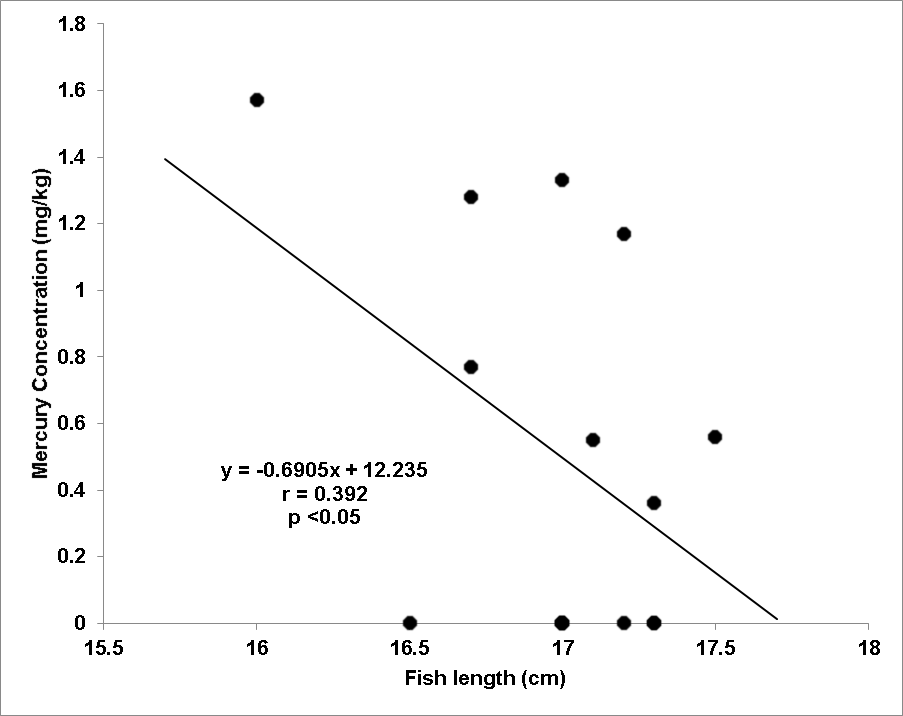 1.8
1.6
1.4
1.2
1
0.8
0.6
0.4
0.2
0
Mercury Concentration (mg/kg)
y = -0.6905x + 12.235
r = 0.392
p <0.05
15.5 16 16.5 17 17.5 18
Fish length (cm)